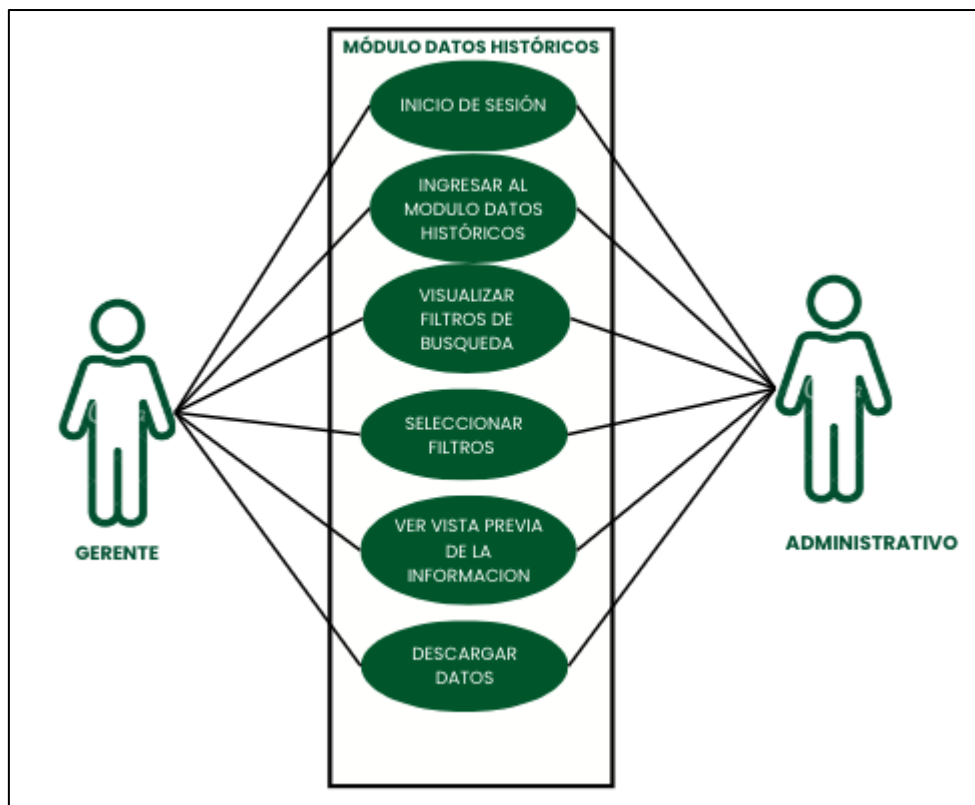 MÓDULO DATOS HISTÓRICOS
INICIO DE SESIÓN
INGRESAR AL
MODULO DATOS
HISTÓRICOS
VISUALIZAR
FILTROS DE
BUSQUEDA
SELECCIONAR
FILTROS
VER VISTA PREVIA
DE LA
INFORMACION
DESCARGAR
DATOS
GERENTE
ADMINISTRATIVO